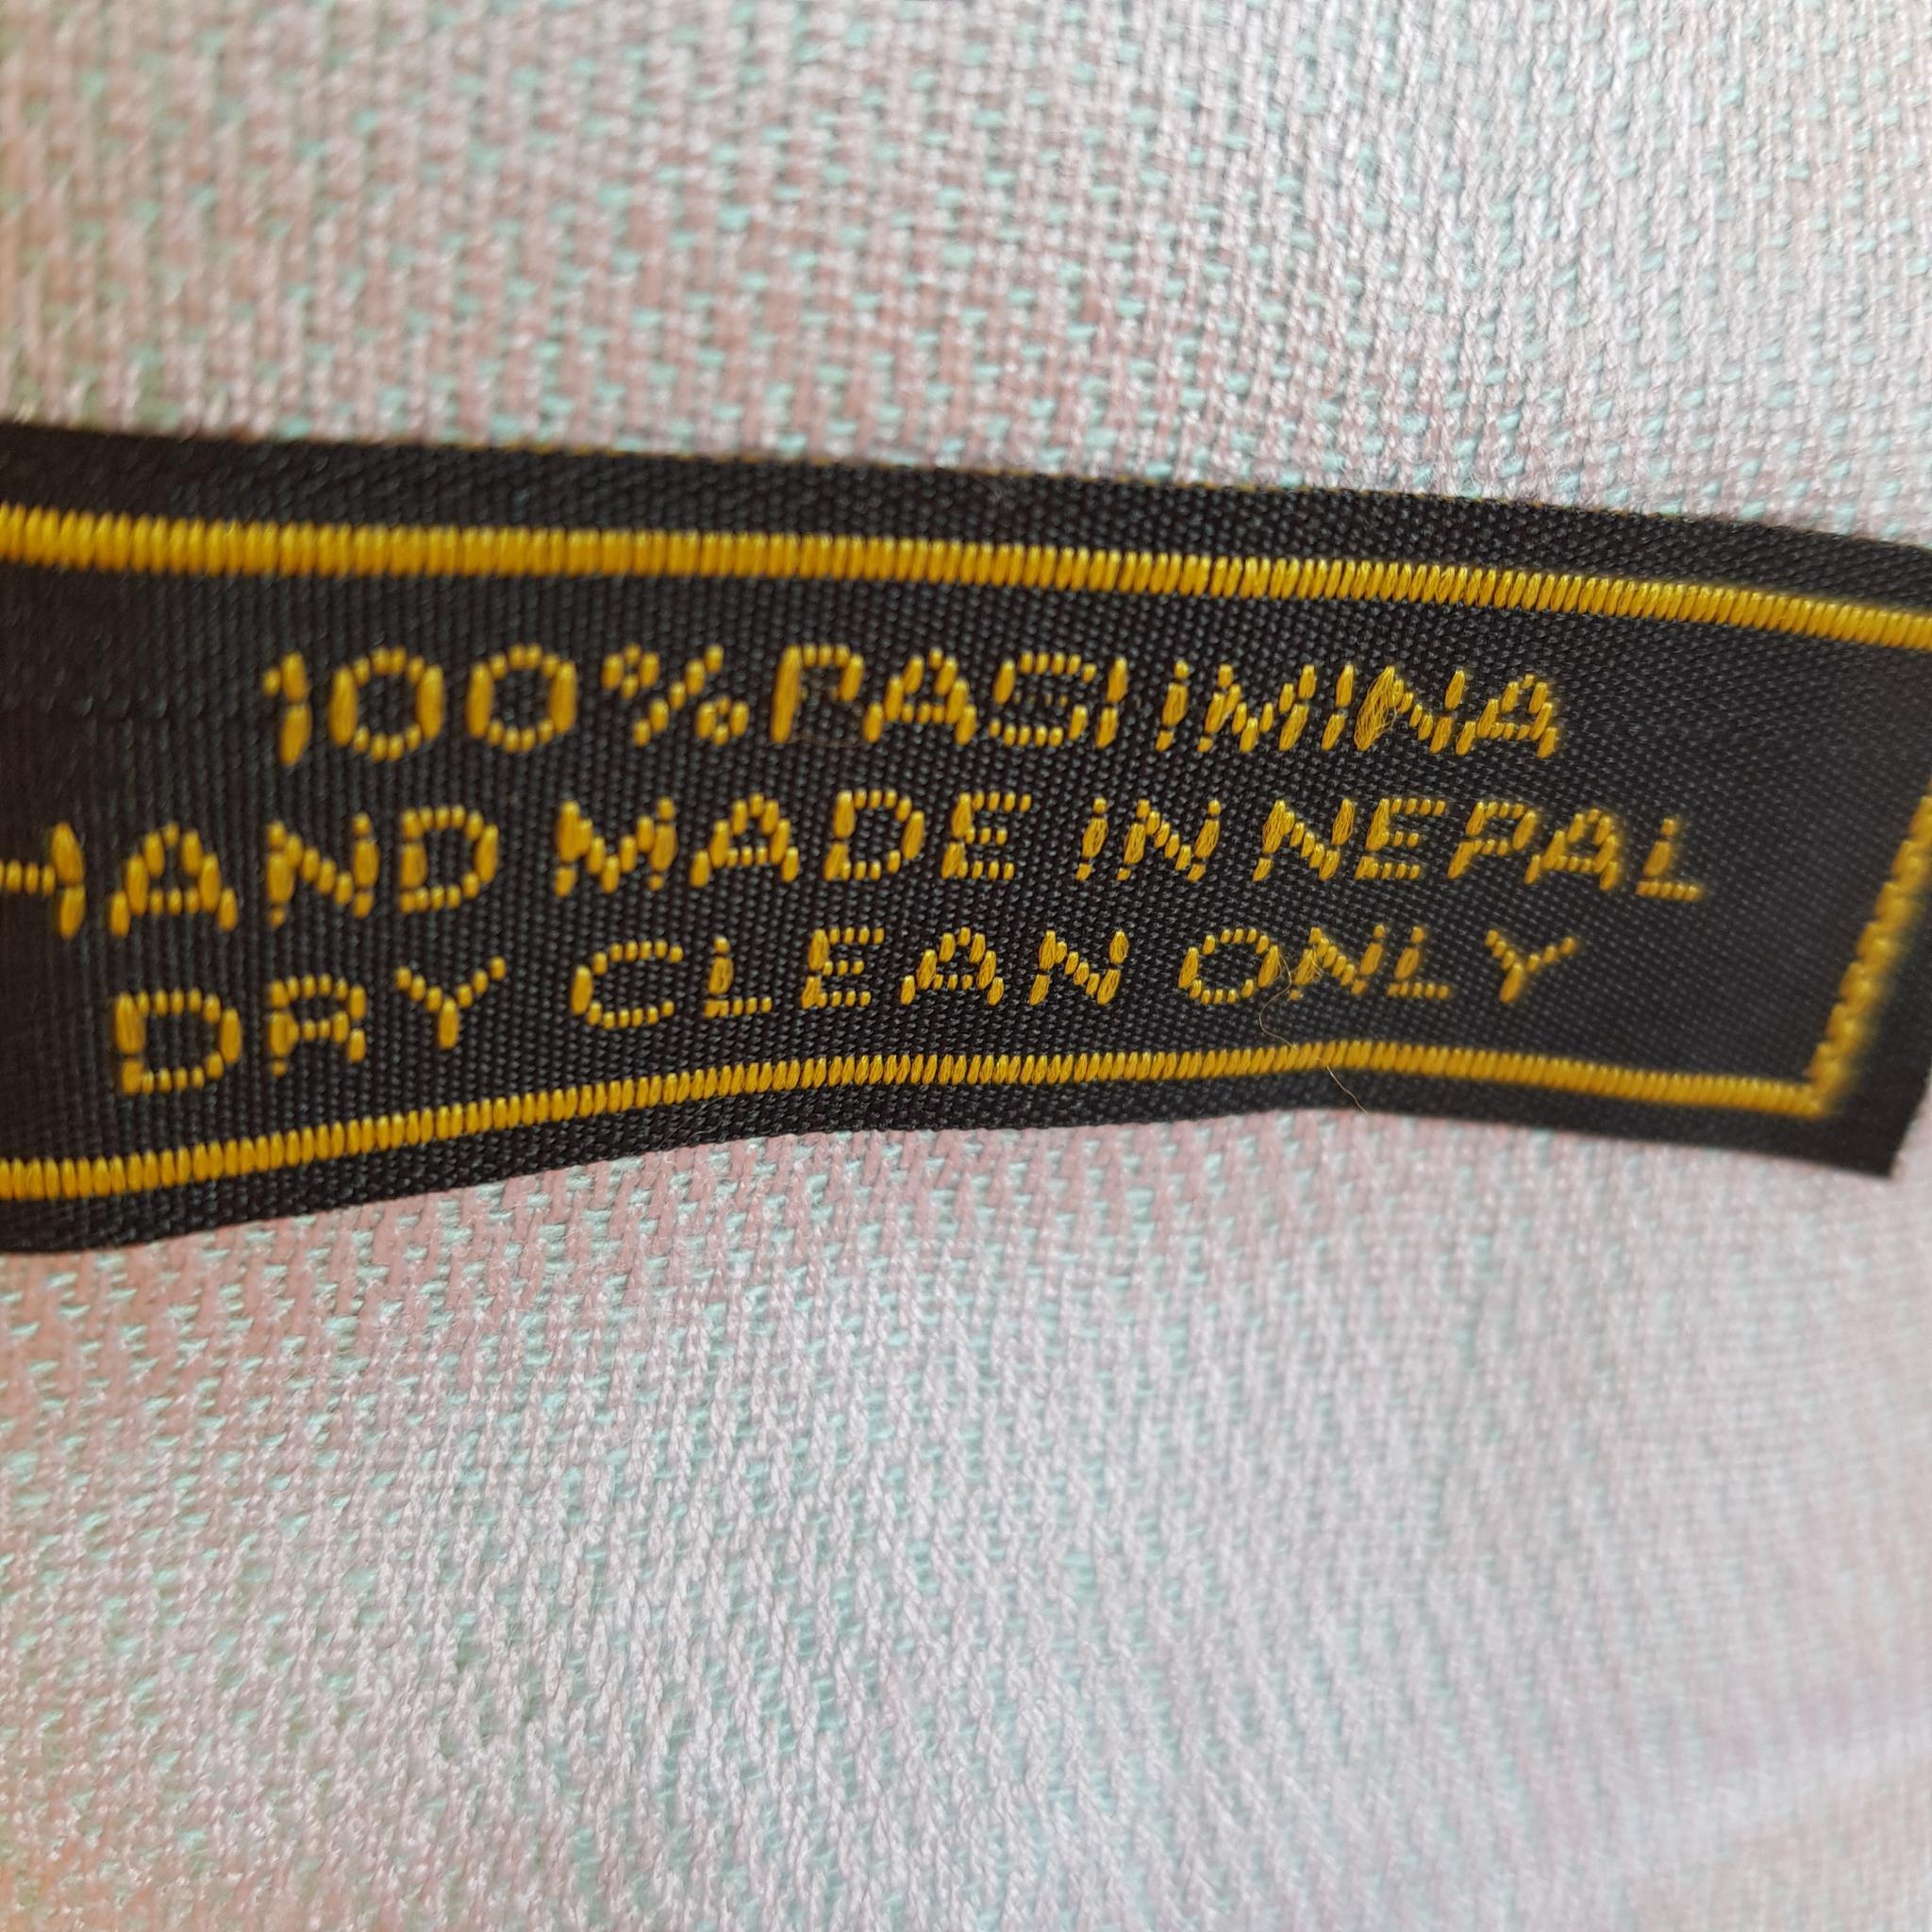 100% PASHMINA
HAND MADE IN NEPAL
DRY CLEAN ONLY